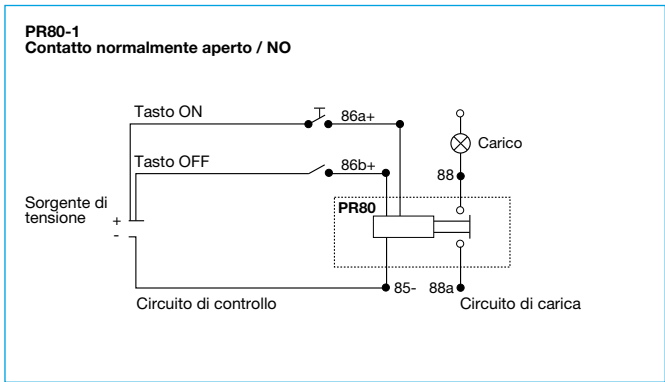 PR80-1
Contatto normalmente aperto / NO
Tasto ON
86a+
Carico
Tasto OFF
86b+
88
Sorgente di
tensione
+
-
PR80
85-
88a
Circuito di controllo
Circuito di carica